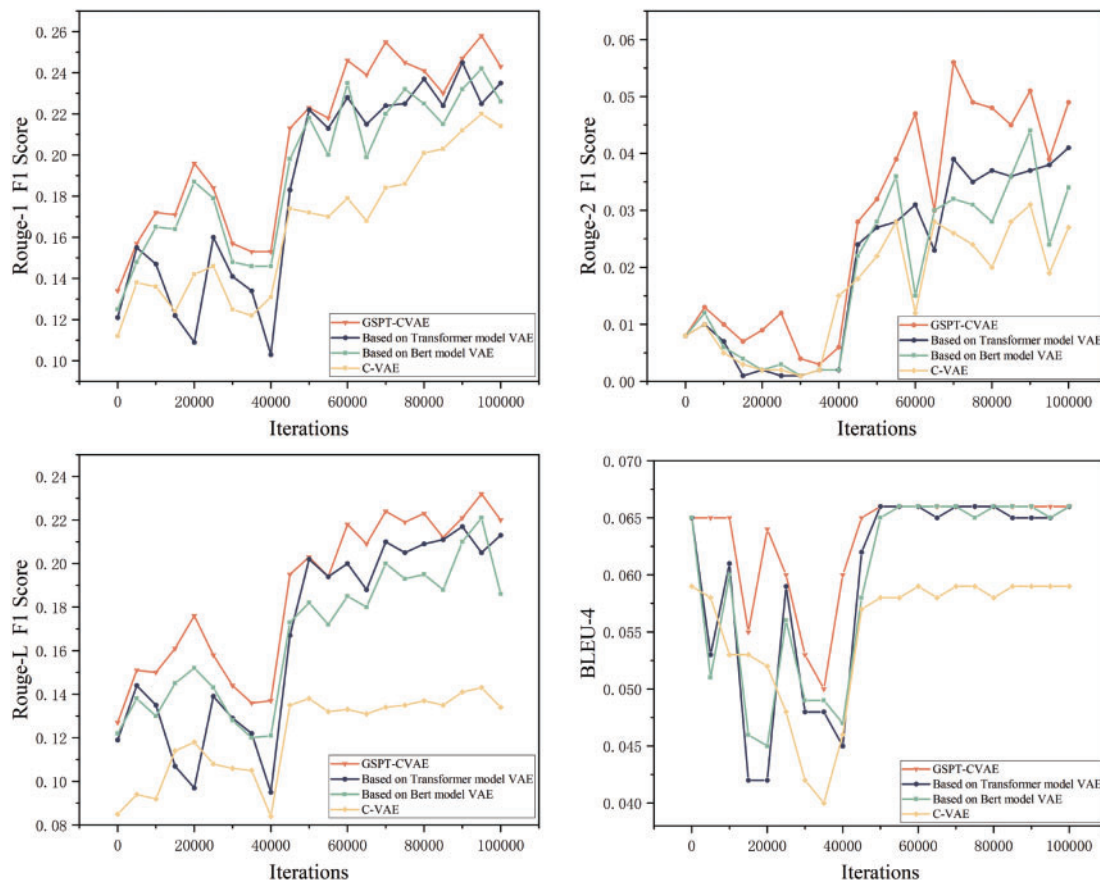 Rouge-1 F1 Score
0.26
0.24
0.22
0.20
0.18
0.16
0.14
0.12
0.10
GSPT-CVAE
Based on Transformer model VAE
Based on Bert model VAE
C-VAE
0 20000 40000 60000 80000 100000
Iterations
Rouge-2 F1 Score
0.06
0.05
0.04
0.03
0.02
0.01
0.00
GSPT-CVAE
Based on Transformer model VAE
Based on Bert model VAE
C-VAE
0 20000 40000 60000 80000 100000
Iterations
Rouge-L F1 Score
0.24
0.22
0.20
0.18
0.16
0.14
0.12
0.10
0.08
GSPT-CVAE
Based on Transformer model VAE
Based on Bert model VAE
C-VAE
0 20000 40000 60000 80000 100000
Iterations
BLEU-4
0.070
0.065
0.060
0.055
0.050
0.045
0.040
GSPT-CVAE
Based on Transformer model VAE
Based on Bert model VAE
C-VAE
0 20000 40000 60000 80000 100000
Iterations